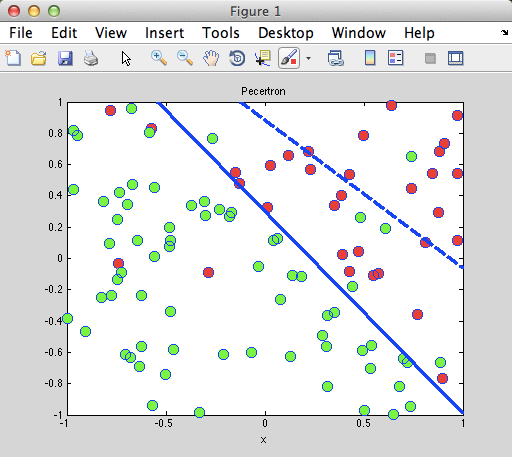 Figure 1
File Edit View Insert Tools Desktop Window Help
Pecertron
1
0.8
0.6
0.4
0.2
0
-0.2
-0.4
-0.6
-0.8
-1
-1 -0.5 0 0.5 1
x